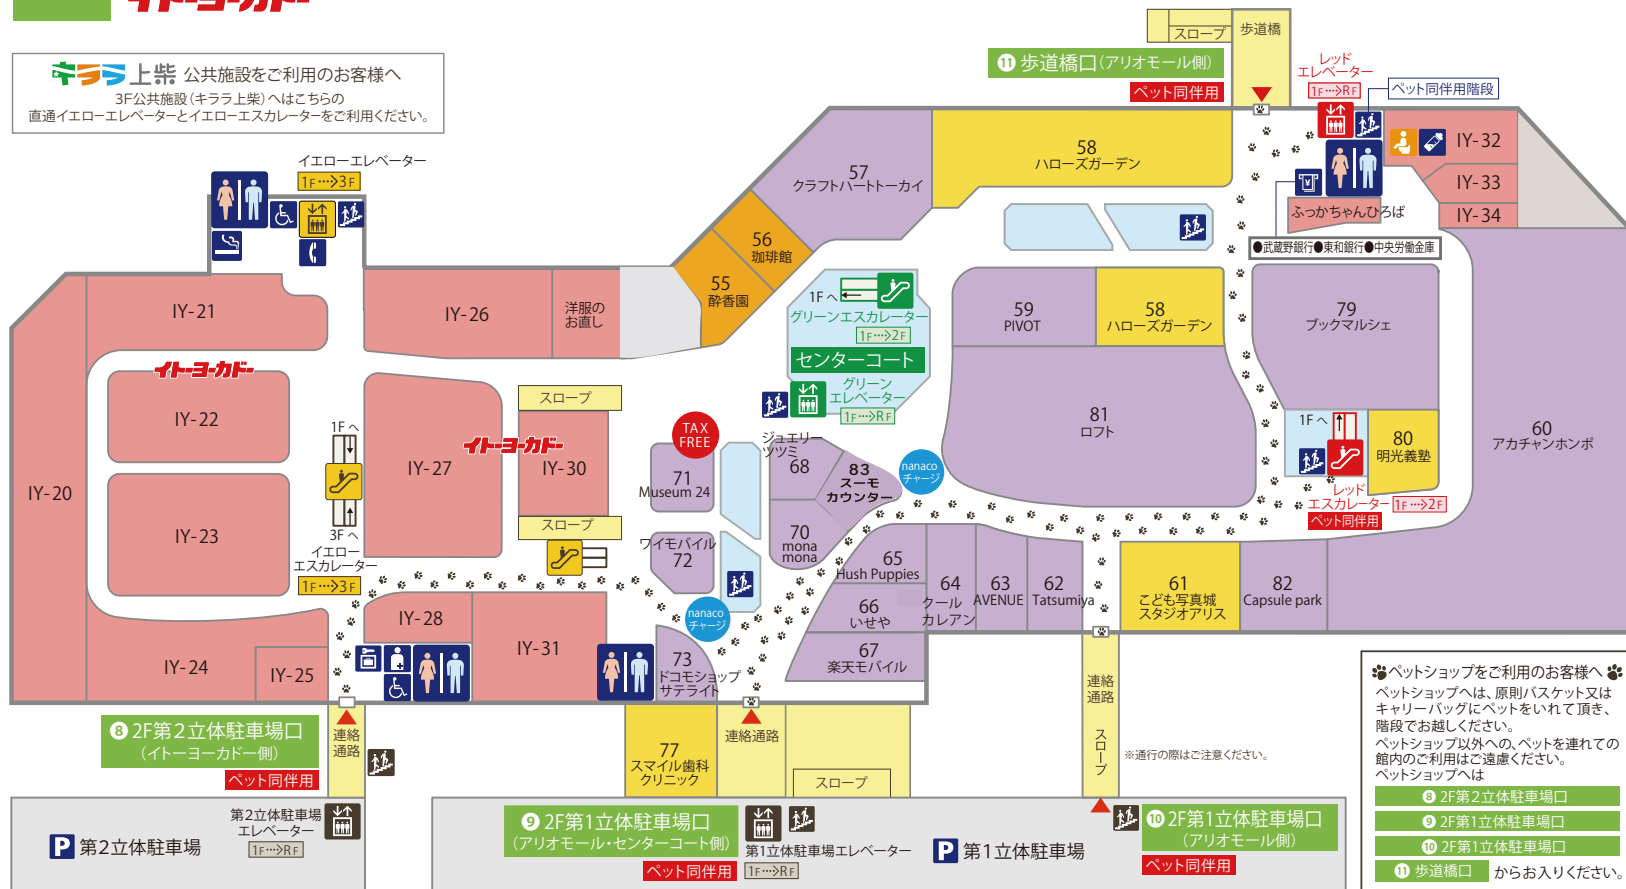 イトーヨーカドー
キララ上柴 公共施設をご利用のお客様へ
3F公共施設(キララ上柴)へはこちらの
直通イエローエレベーターとイエローエスカレーターをご利用ください。
スロープ
歩道橋
⓫ 歩道橋口(アリオモール側)
ペット同伴用
レッド
エレベーター
1F⋯>RF
ペット同伴用階段
イエローエレベーター
1F⋯>3F
57
クラフトハートトーカイ
58
ハローズガーデン
IY-32
IY-33
IY-34
ふっかちゃんひろば
●武蔵野銀行●東和銀行●中央労働金庫
56
珈琲館
55
酔香園
IY-21
IY-26
洋服の
お直し
1Fへ
グリーンエスカレーター
1F⋯>2F
センターコート
グリーン
エレベーター
1F⋯>RF
59
PIVOT
58
ハローズガーデン
79
ブックマルシェ
60
アカチャンホンポ
イトーヨーカドー
IY-22
IY-27
スロープ
イトーヨーカドー
IY-30
スロープ
1Fへ
3Fへ
イエロー
エスカレーター
1F⋯>3F
IY-20
IY-23
TAX
FREE
71
Museum 24
ジュエリー
ツツミ
68
83
スーモ
カウンター
nanaco
チャージ
81
ロフト
1Fへ
80
明光義塾
レッド
エスカレーター
1F⋯>2F
ペット同伴用
ワイモバイル
72
70
mona
mona
65
Hush Puppies
64
クール
カレアン
63
AVENUE
62
Tatsumiya
61
こども写真城
スタジオアリス
82
Capsule park
66
いせや
67
楽天モバイル
nanaco
チャージ
IY-28
IY-31
IY-24
IY-25
73
ドコモショップ
サテライト
❽ 2F第2立体駐車場口
(イトーヨーカドー側)
ペット同伴用
連絡
通路
77
スマイル歯科
クリニック
連絡通路
スロープ
連絡
通路
スロープ
※通行の際はご注意ください。
P 第2立体駐車場
第2立体駐車場
エレベーター
1F⋯>RF
❾ 2F第1立体駐車場口
(アリオモール・センターコート側)
ペット同伴用
第1立体駐車場エレベーター
1F⋯>RF
P 第1立体駐車場
❿ 2F第1立体駐車場口
(アリオモール側)
ペット同伴用
ペットショップをご利用のお客様へ
ペットショップへは、原則バスケット又は
キャリーバッグにペットをいれて頂き、
階段でお越しください。
ペットショップ以外への、ペットを連れての
館内のご利用はご遠慮ください。
ペットショップへは
❽ 2F第2立体駐車場口
❾ 2F第1立体駐車場口
❿ 2F第1立体駐車場口
⓫ 歩道橋口 からお入りください。